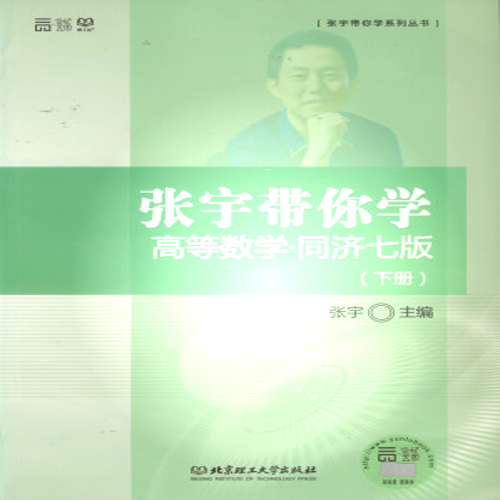 [ 张宇带你学系列丛书 ]
张宇带你学
高等数学·同济七版
（下册）
张宇 主编
北京理工大学出版社